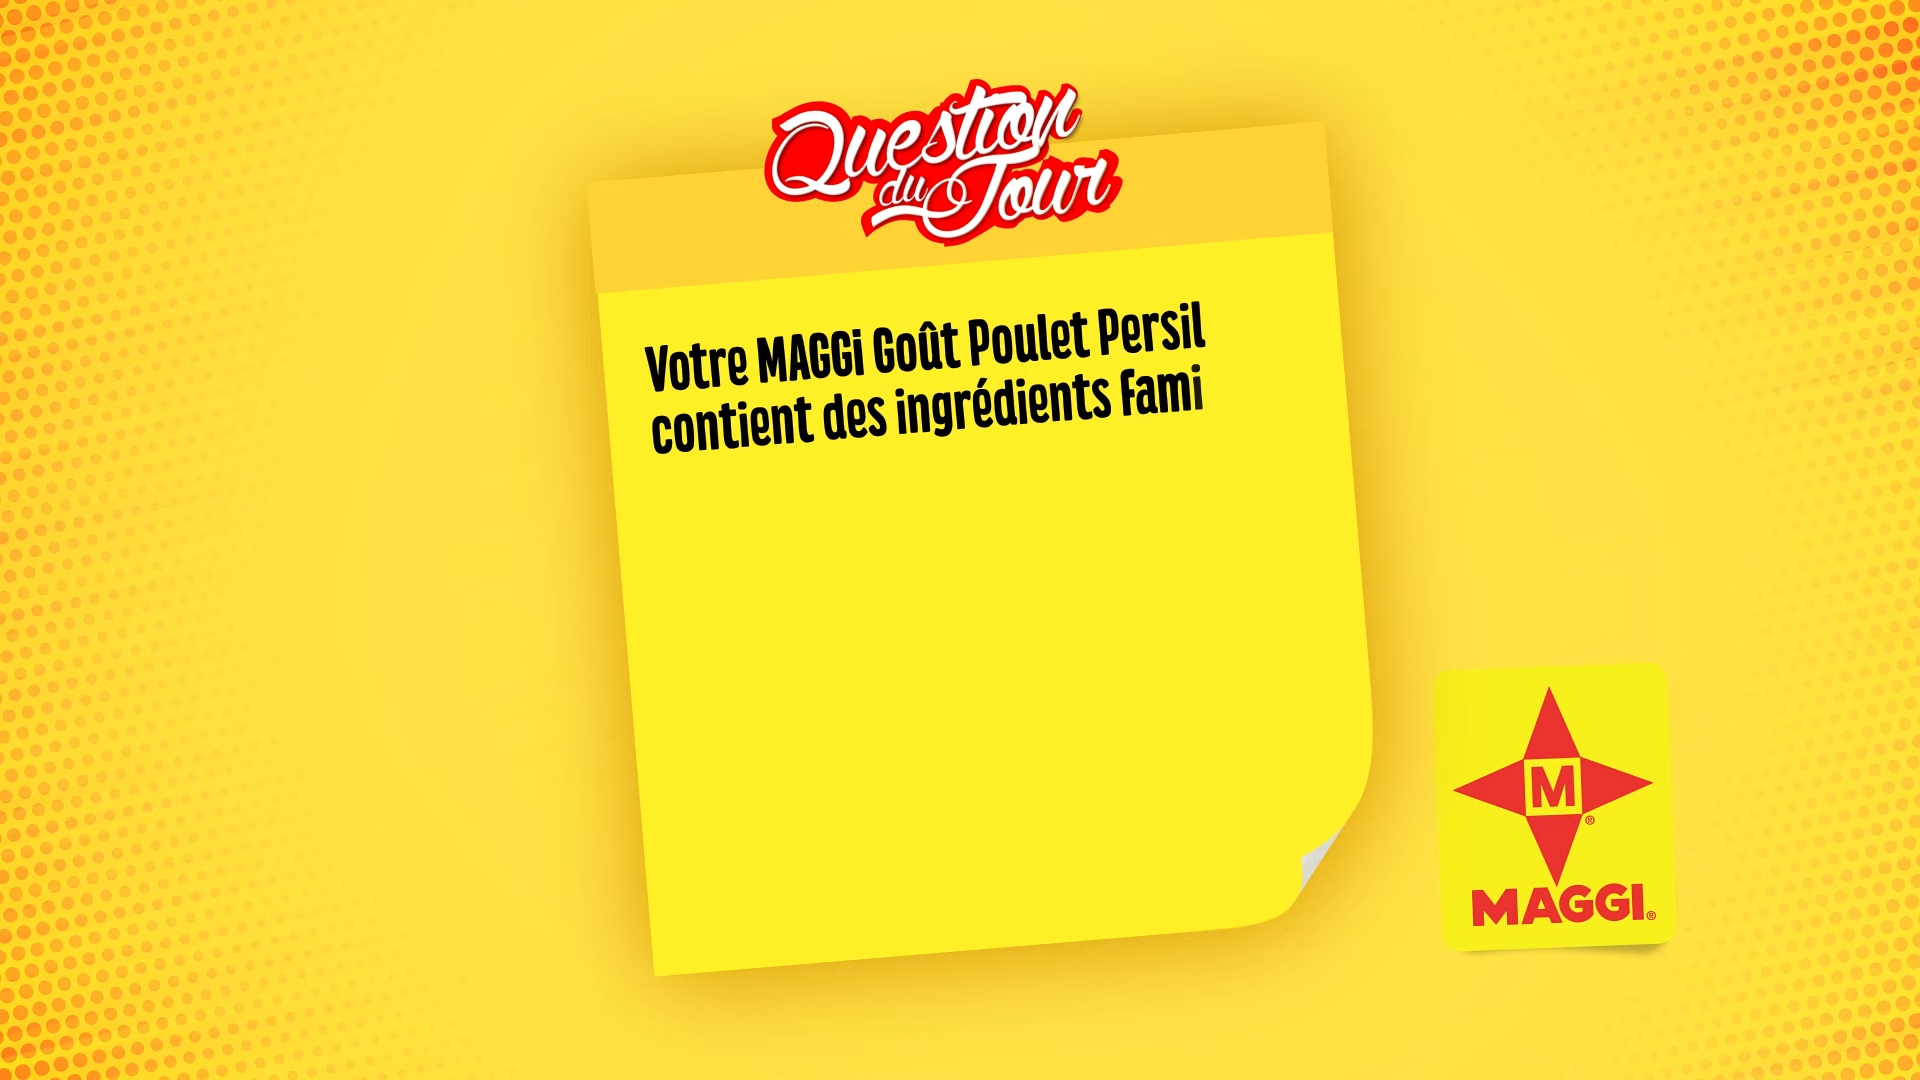 Question
du Jour
Votre MAGGi Goût Poulet Persil
contient des ingrédients Fami
M
®
MAGGI®